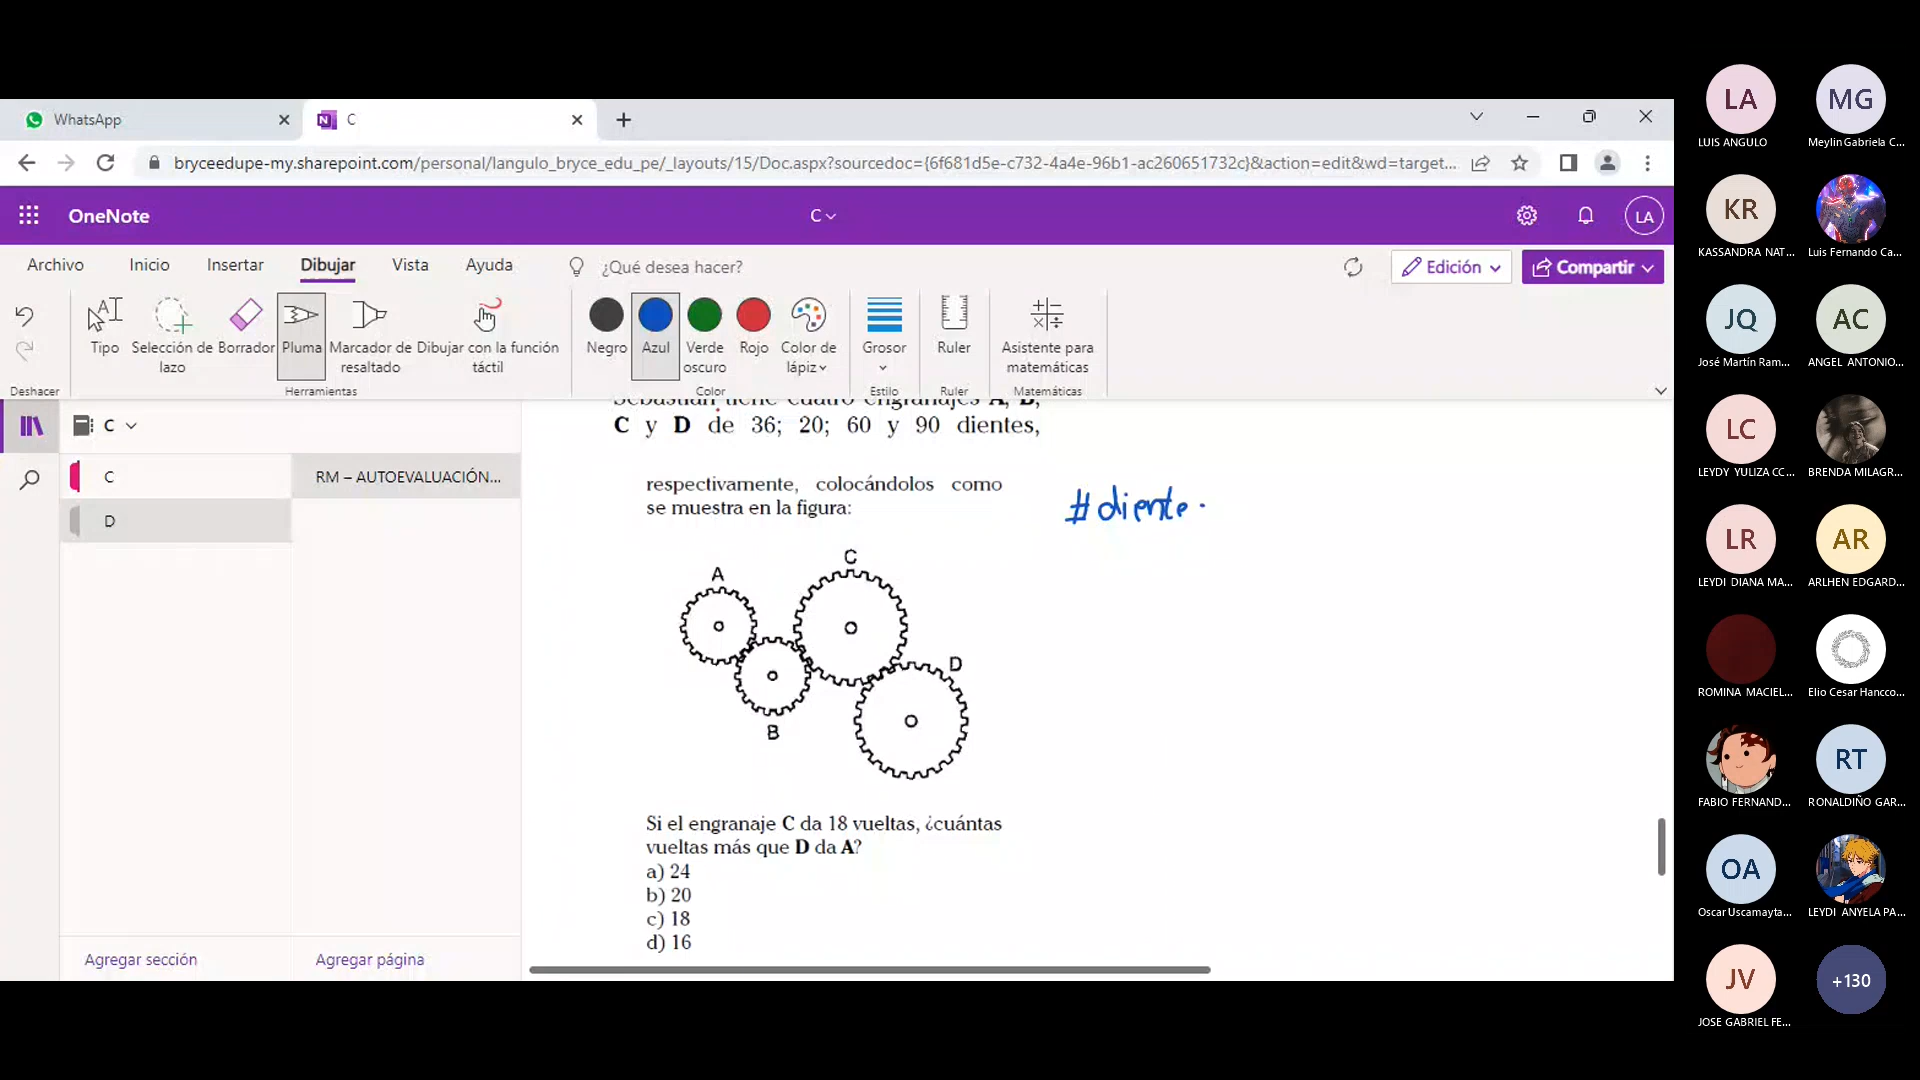 WhatsApp
C
bryceedupe-my.sharepoint.com/personal/langulo_bryce_edu_pe/_layouts/15/Doc.aspx?sourcedoc={6f681d5e-c732-4a4e-96b1-ac260651732c}&action=edit&wd=target...
OneNote
C
LA
Archivo Inicio Insertar Dibujar Vista Ayuda ¿Qué desea hacer? Edición Compartir
Tipo Selección de lazo Borrador Pluma Marcador de resaltado Dibujar con la función táctil
Negro Azul Verde oscuro Rojo Color de lápiz Grosor Ruler Asistente para matemáticas
Deshacer Herramientas Color Estilo Ruler Matemáticas
C
C
D
RM – AUTOEVALUACIÓN...
Agregar sección
Agregar página
Sebastián tiene cuatro engranajes A, B,
C y D de 36; 20; 60 y 90 dientes,
respectivamente, colocándolos como
se muestra en la figura:
# diente.
A
C
B
D
Si el engranaje C da 18 vueltas, ¿cuántas
vueltas más que D da A?
a) 24
b) 20
c) 18
d) 16
LA
LUIS ANGULO
MG
Meylin Gabriela C...
KR
KASSANDRA NAT...
Luis Fernando Ca...
JQ
José Martín Ram...
AC
ANGEL ANTONIO...
LC
LEYDY YULIZA CC...
BRENDA MILAGR...
LR
LEYDI DIANA MA...
AR
ARLHEN EDGARD...
ROMINA MACIEL...
Elio Cesar Hancco...
FABIO FERNAND...
RT
RONALDIÑO GAR...
OA
Oscar Uscamayta...
LEYDI ANYELA PA...
JV
JOSE GABRIEL FE...
+130